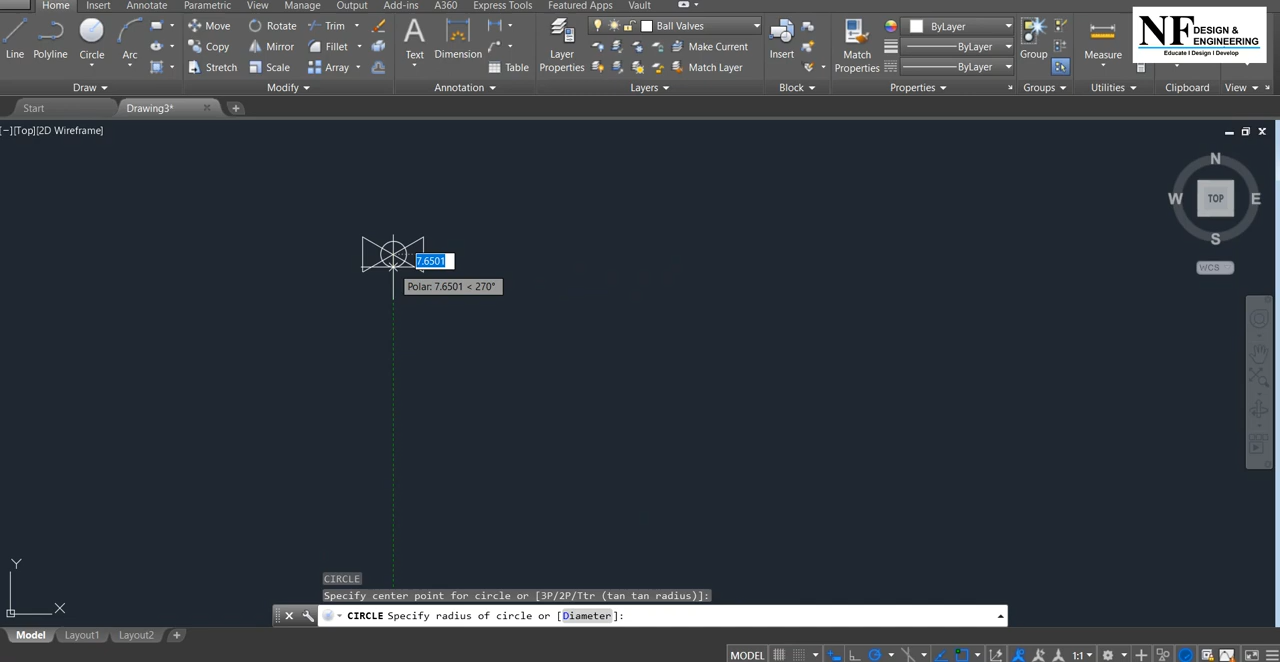 Home Insert Annotate Parametric View Manage Output Add-ins A360 Express Tools Featured Apps Vault
Line Polyline Circle Arc
Move Rotate Trim
Copy Mirror Fillet
Stretch Scale Array
Text Dimension Table
Layer Properties
Ball Valves
Make Current
Match Layer
Insert
Match Properties
ByLayer
ByLayer
ByLayer
Group
Measure
NF DESIGN & ENGINEERING
Educate I Design I Develop
Draw Modify Annotation Layers Block Properties Groups Utilities Clipboard View
Start Drawing3* +
[−][Top][2D Wireframe]
N
W TOP E
S
WCS
7.6501
Polar: 7.6501 < 270°
Y
X
CIRCLE
Specify center point for circle or [3P/2P/Ttr (tan tan radius)]:
CIRCLE Specify radius of circle or [Diameter]:
Model Layout1 Layout2 +
MODEL 1:1